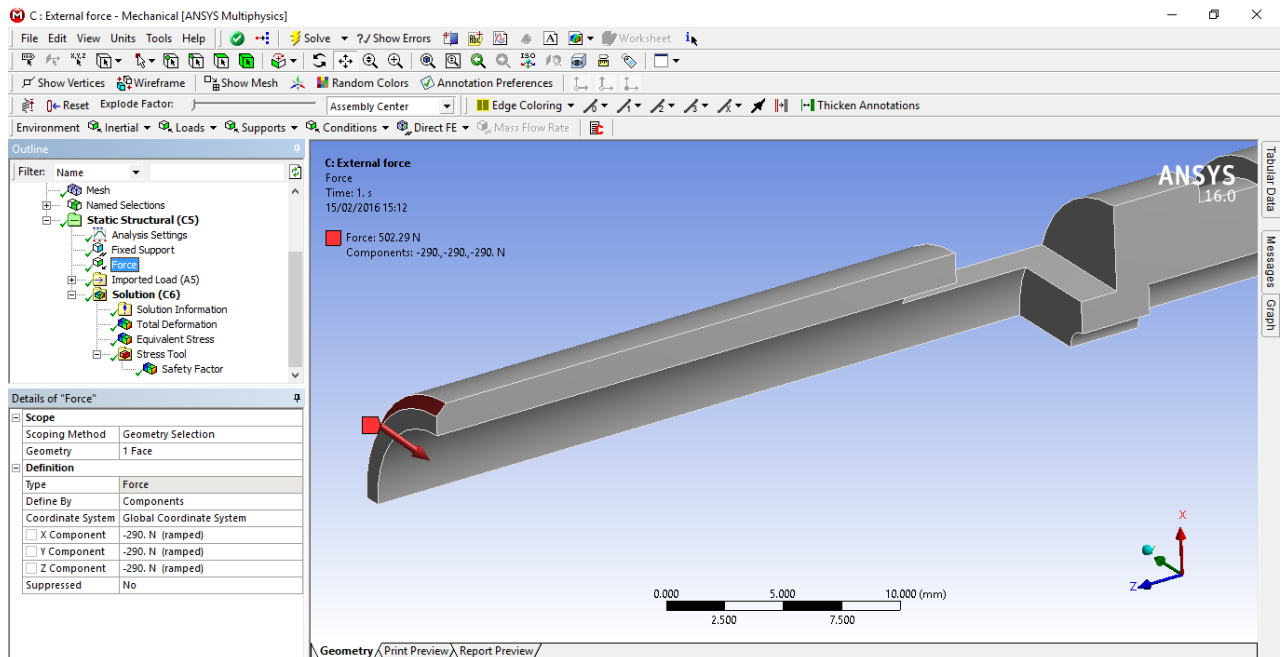 C : External force - Mechanical [ANSYS Multiphysics]
File Edit View Units Tools Help Solve ?/ Show Errors Worksheet
Show Vertices Wireframe Show Mesh Random Colors Annotation Preferences
Reset Explode Factor: Assembly Center Edge Coloring Thicken Annotations
Environment Inertial Loads Supports Conditions Direct FE Mass Flow Rate
Outline
Filter: Name
Mesh
Named Selections
Static Structural (C5)
Analysis Settings
Fixed Support
Force
Imported Load (A5)
Solution (C6)
Solution Information
Total Deformation
Equivalent Stress
Stress Tool
Safety Factor
Details of "Force"
Scope
Scoping Method Geometry Selection
Geometry 1 Face
Definition
Type Force
Define By Components
Coordinate System Global Coordinate System
X Component -290. N (ramped)
Y Component -290. N (ramped)
Z Component -290. N (ramped)
Suppressed No
C: External force
Force
Time: 1. s
15/02/2016 15:12
Force: 502.29 N
Components: -290.,-290.,-290. N
ANSYS
16.0
X
Z
0.000 5.000 10.000 (mm)
2.500 7.500
Geometry Print Preview Report Preview
Tabular Data
Messages
Graph